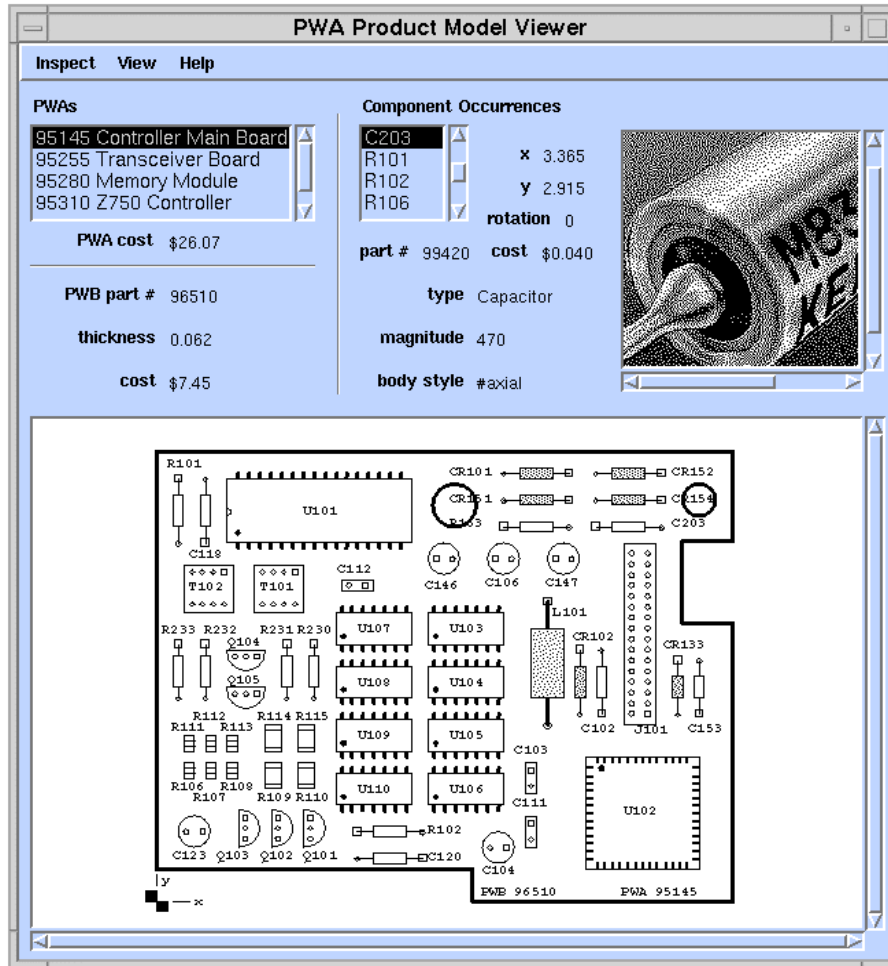 PWA Product Model Viewer
Inspect View Help
PWAs
95145 Controller Main Board
95255 Transceiver Board
95280 Memory Module
95310 Z750 Controller
PWA cost $26.07
PWB part # 96510
thickness 0.062
cost $7.45
Component Occurrences
C203
R101
R102
R106
x 3.365
y 2.915
rotation 0
part # 99420 cost $0.040
type Capacitor
magnitude 470
body style #axial
M83
KE
R101 CR101 CR152
U101 CR151 CR154
R163 C203
C118
T102 T101 C112 C146 C106 C147
L101
R233 R232 Q104 R231 R230 U107 U103 CR102 CR133
Q105 U108 U104
R111 R112 R113 R114 R115 U109 U105 C102 J101 C153
C103
R106 R107 R108 R109 R110 U110 U106 C111 U102
R102
C123 Q103 Q102 Q101 C120 C104
PWB 96510 PWA 95145
y
x